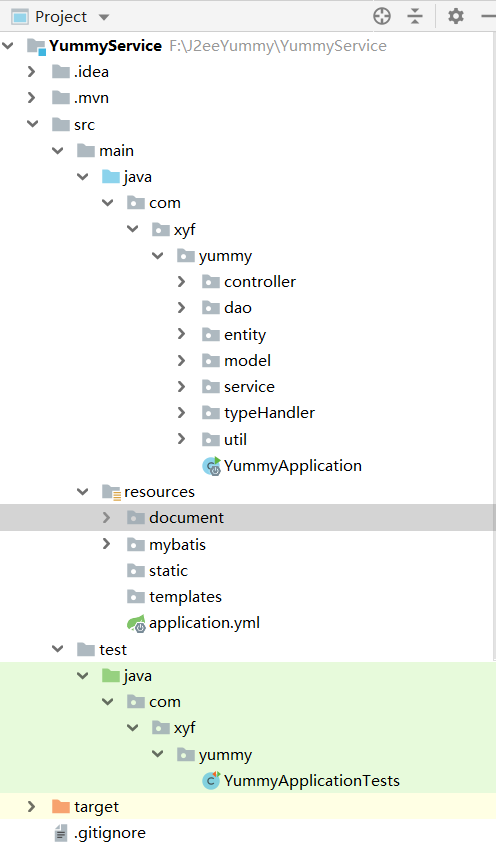 Project
YummyService F:\J2eeYummy\YummyService
.idea
.mvn
src
main
java
com
xyf
yummy
controller
dao
entity
model
service
typeHandler
util
YummyApplication
resources
document
mybatis
static
templates
application.yml
test
java
com
xyf
yummy
YummyApplicationTests
target
.gitignore